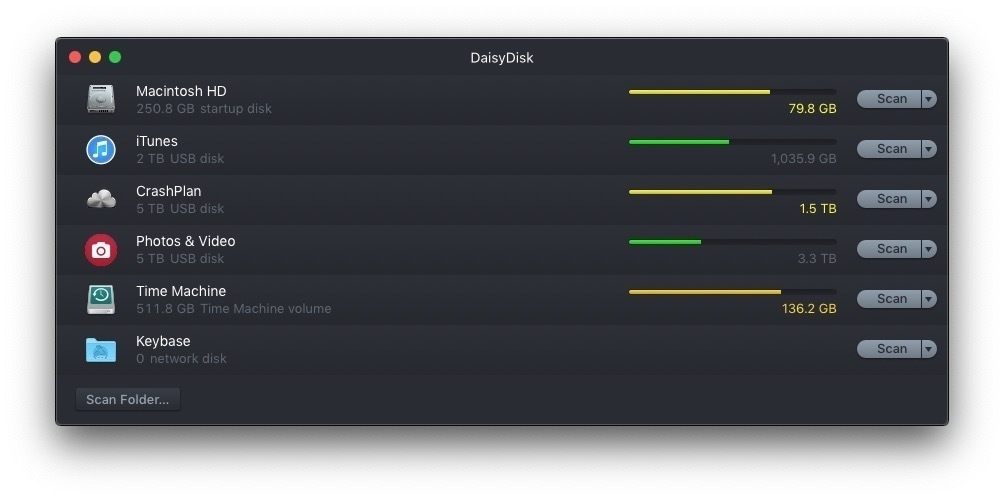 DaisyDisk
Macintosh HD
250.8 GB startup disk
79.8 GB
Scan
iTunes
2 TB USB disk
1,035.9 GB
Scan
CrashPlan
5 TB USB disk
1.5 TB
Scan
Photos & Video
5 TB USB disk
3.3 TB
Scan
Time Machine
511.8 GB Time Machine volume
136.2 GB
Scan
Keybase
0 network disk
Scan
Scan Folder...